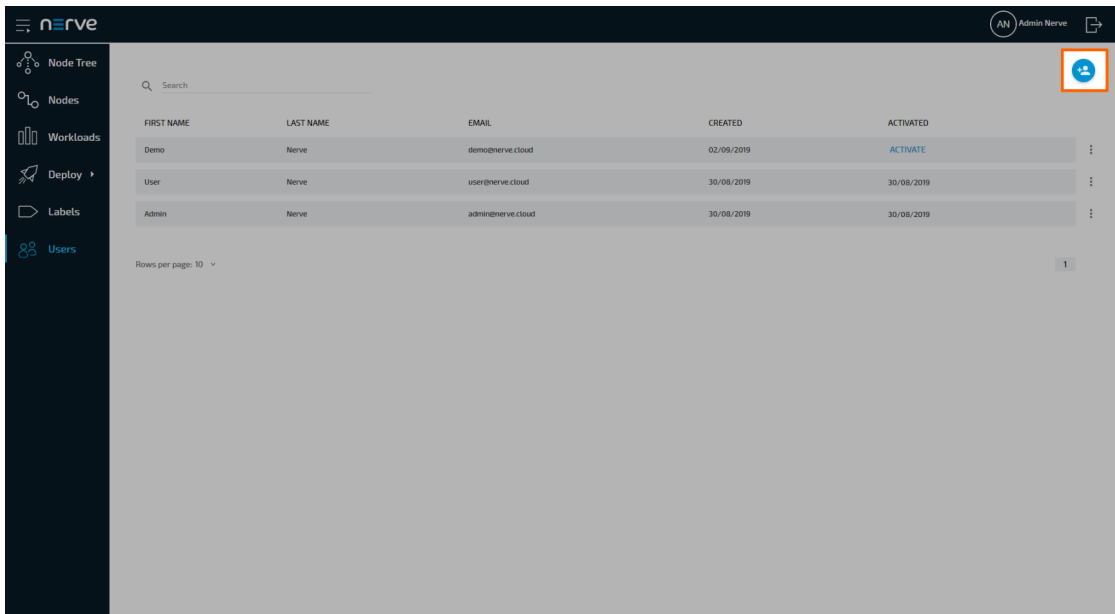 nerve
AN Admin Nerve
Node Tree
Nodes
Workloads
Deploy
Labels
Users
Search
FIRST NAME LAST NAME EMAIL CREATED ACTIVATED
Demo Nerve demo@nerve.cloud 02/09/2019 ACTIVATE
User Nerve user@nerve.cloud 30/08/2019 30/08/2019
Admin Nerve admin@nerve.cloud 30/08/2019 30/08/2019
Rows per page: 10 1